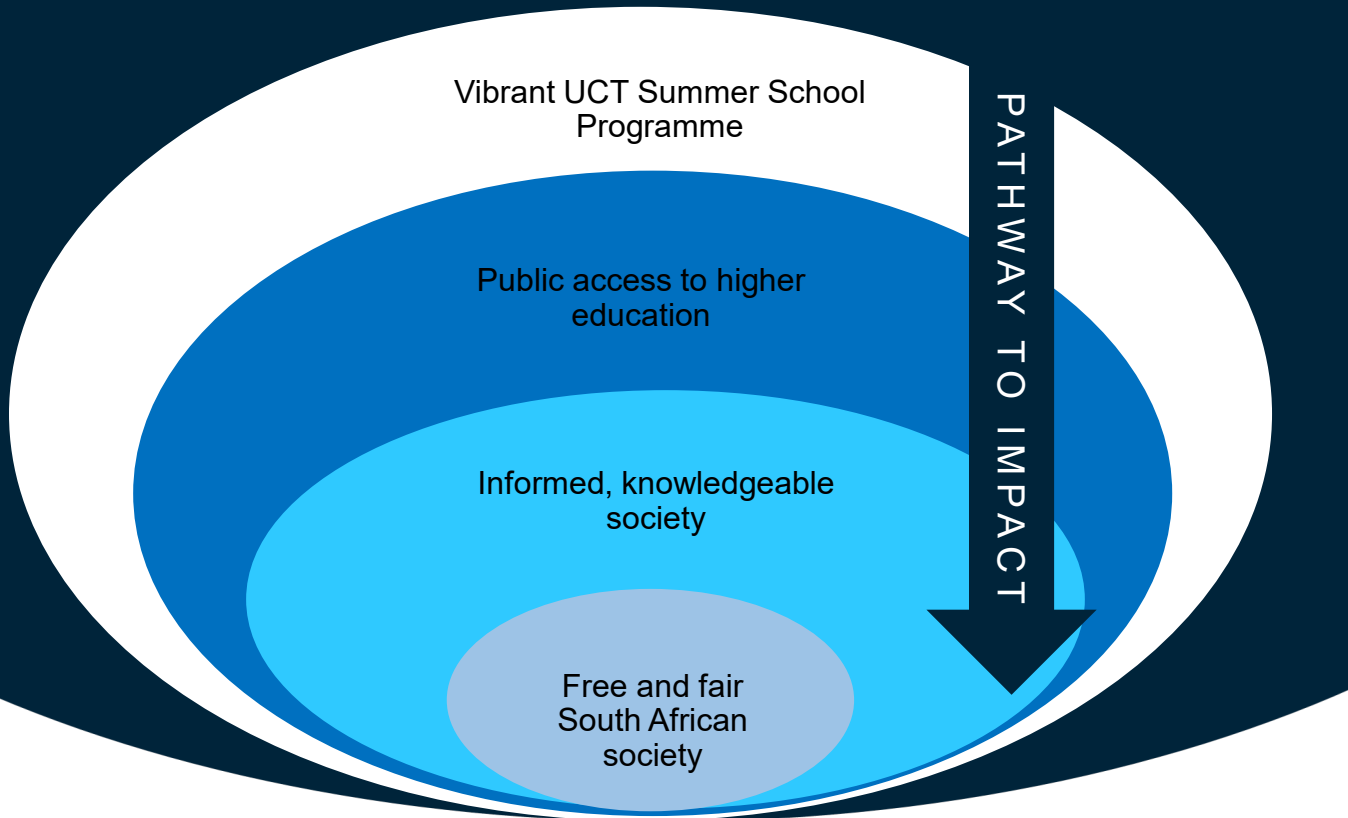 Vibrant UCT Summer School
Programme
PATHWAY TO IMPACT
Public access to higher
education
Informed, knowledgeable
society
Free and fair
South African
society